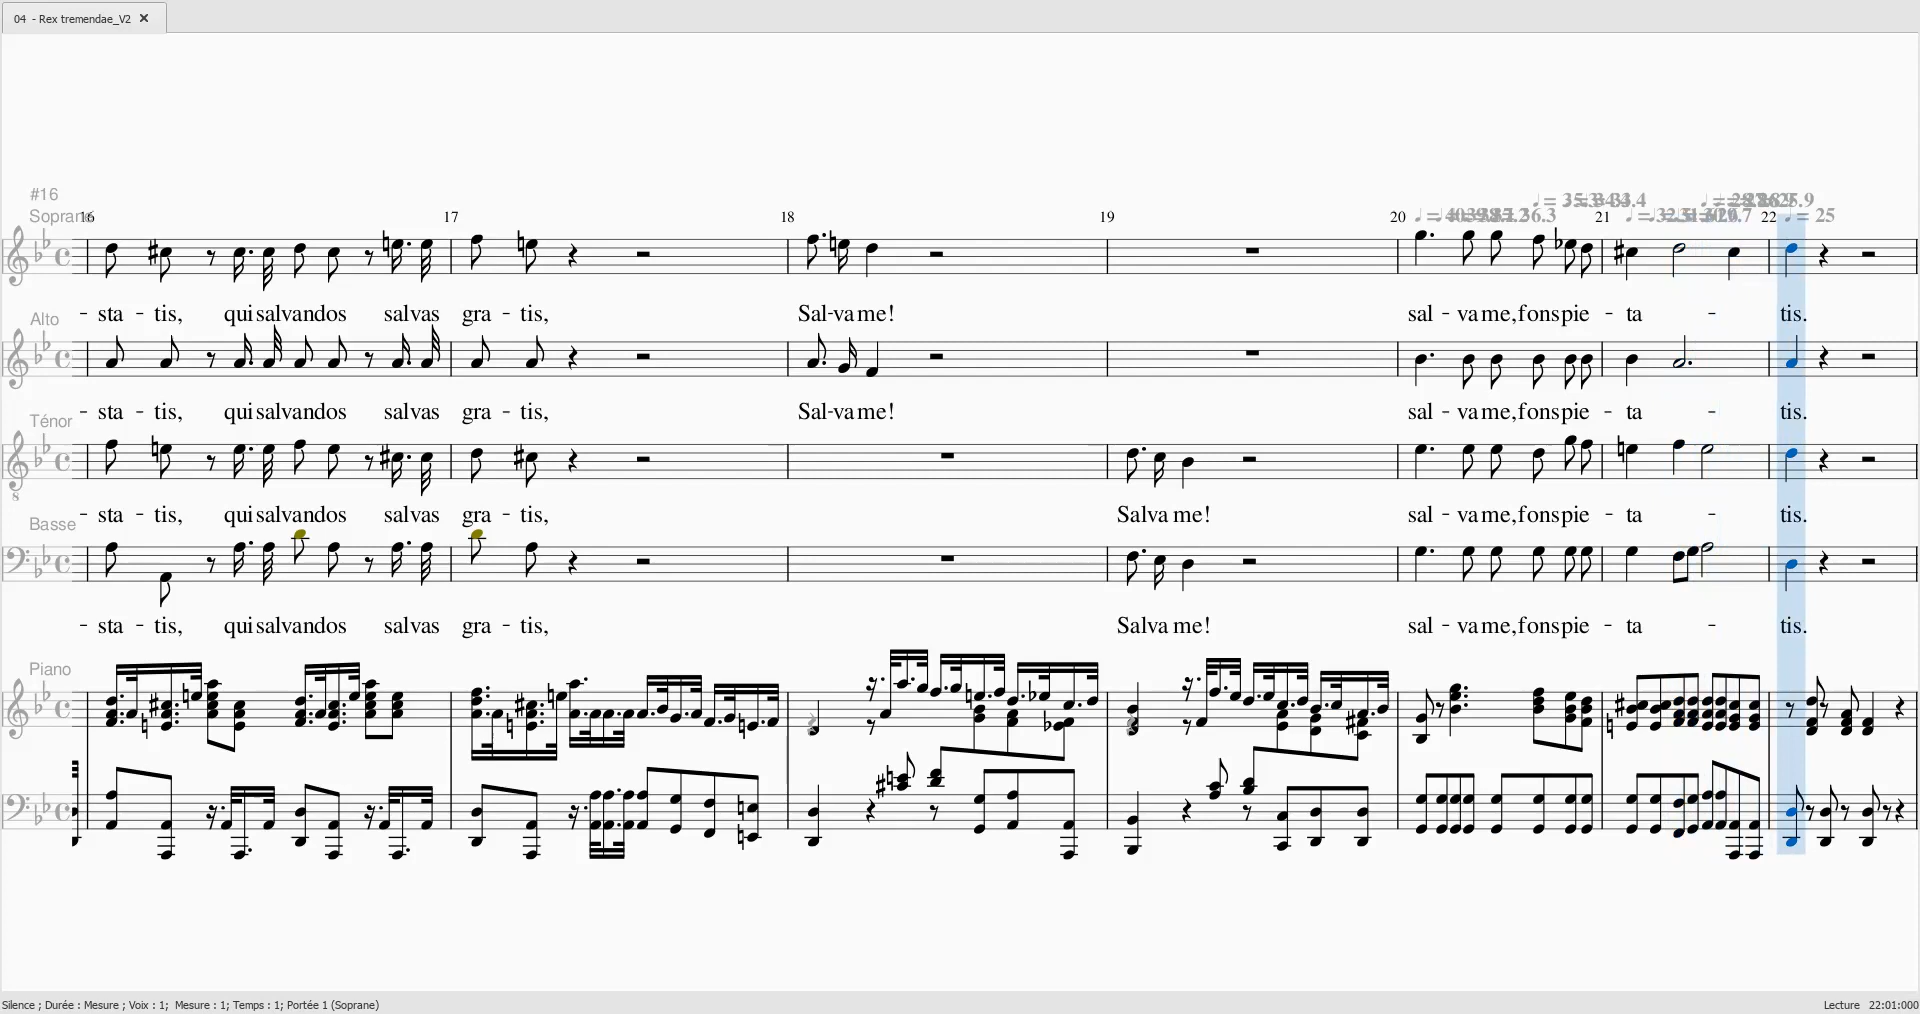 04 - Rex tremendae_V2
#16
Soprano 16 17 18 19 20 21 22
= 25
- sta - tis, qui salvandos salvas gra - tis, Sal-va me! sal - va me, fons pie - ta - tis.
Alto
- sta - tis, qui salvandos salvas gra - tis, Sal-va me! sal - va me, fons pie - ta - tis.
Ténor
8
- sta - tis, qui salvandos salvas gra - tis, Salva me! sal - va me, fons pie - ta - tis.
Basse
- sta - tis, qui salvandos salvas gra - tis, Salva me! sal - va me, fons pie - ta - tis.
Piano
Silence ; Durée : Mesure ; Voix : 1; Mesure : 1; Temps : 1; Portée 1 (Soprane) Lecture 22:01:000